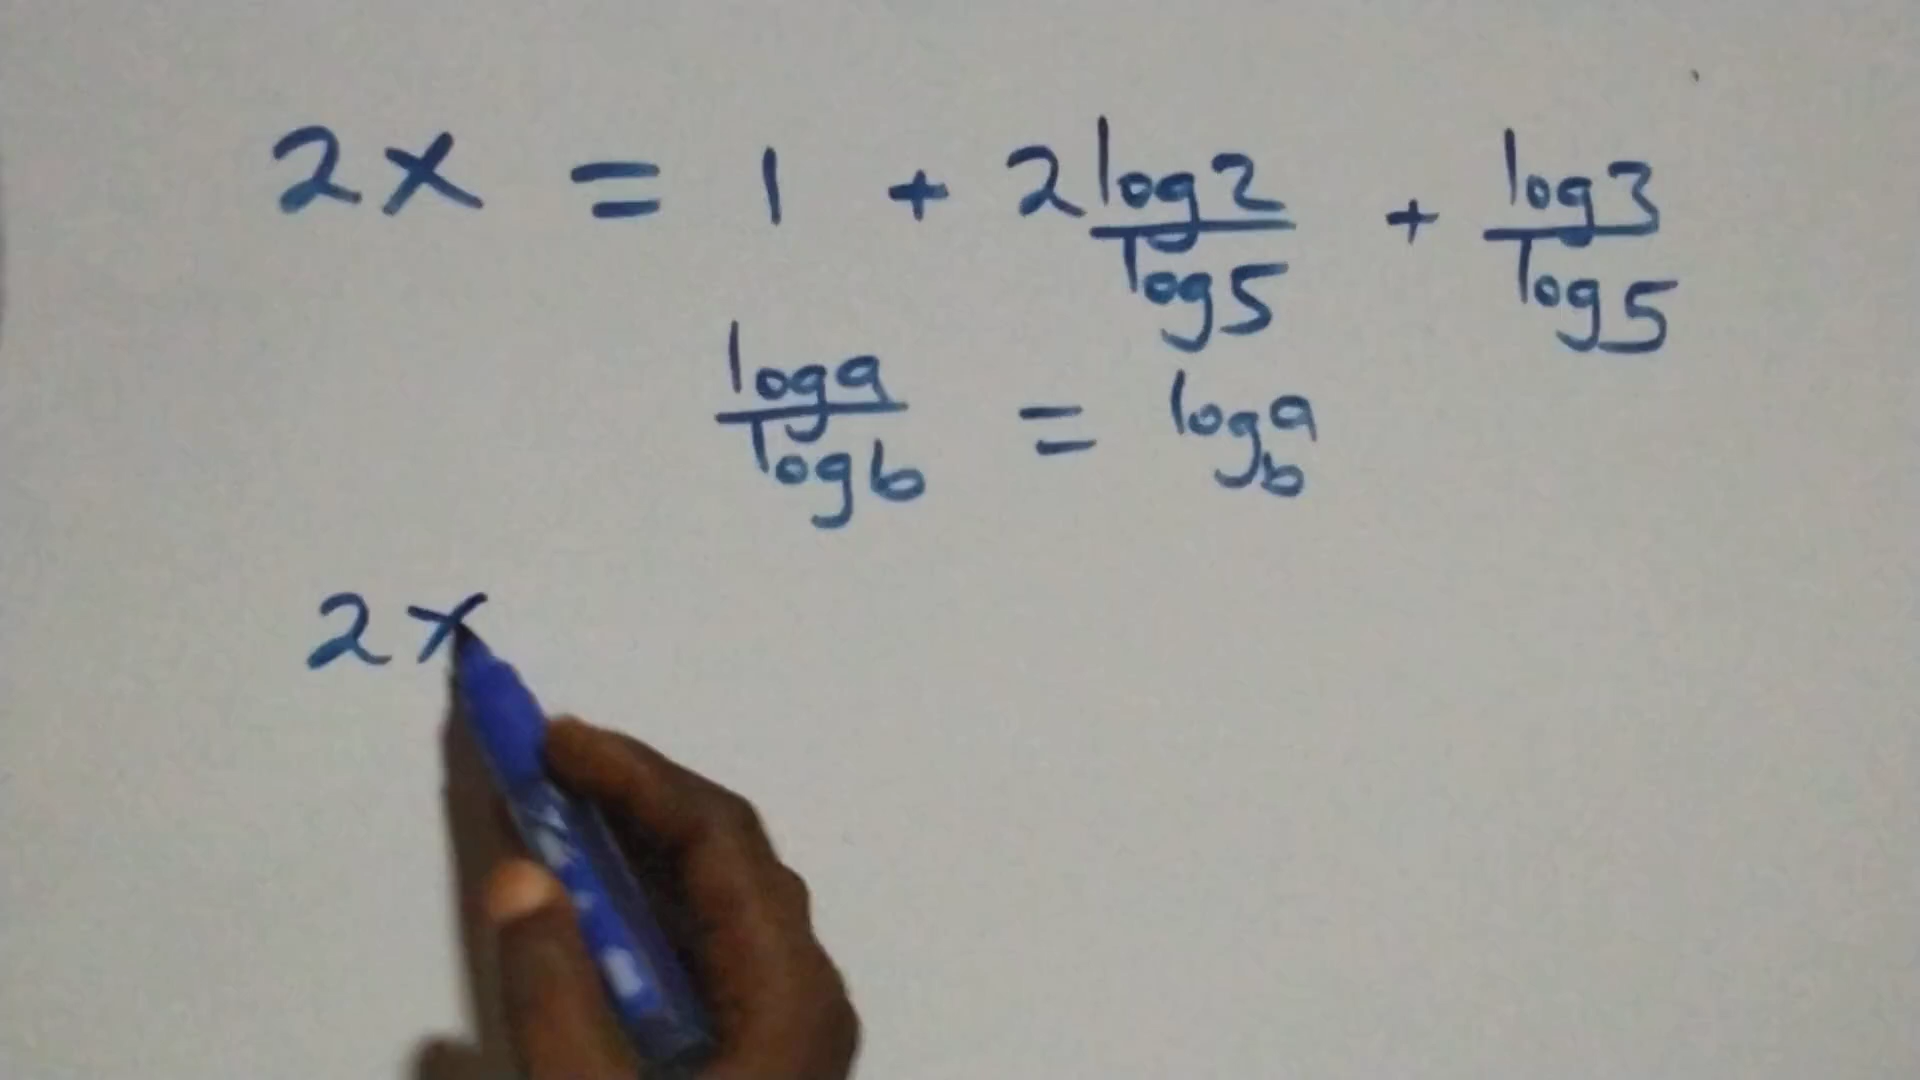 2x = 1 + 2 log2/log5 + log3/log5
loga/logb = log_b a
2x